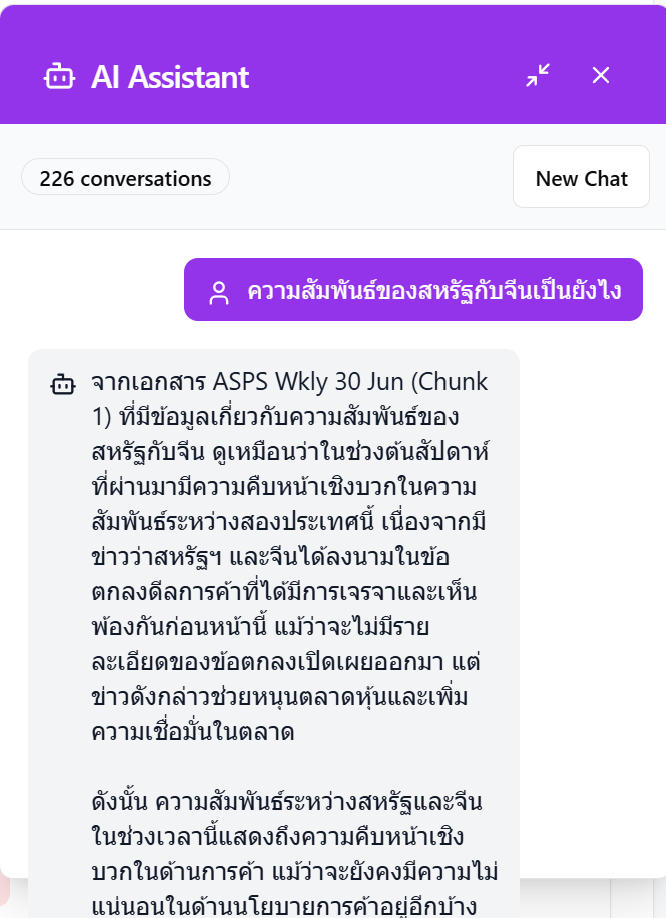 AI Assistant
226 conversations
New Chat
ความสัมพันธ์ของสหรัฐกับจีนเป็นยังไง
จากเอกสาร ASPS Wkly 30 Jun (Chunk
1) ที่มีข้อมูลเกี่ยวกับความสัมพันธ์ของ
สหรัฐกับจีน ดูเหมือนว่าในช่วงต้นสัปดาห์
ที่ผ่านมามีความคืบหน้าเชิงบวกในความ
สัมพันธ์ระหว่างสองประเทศนี้ เนื่องจากมี
ข่าวว่าสหรัฐฯ และจีนได้ลงนามในข้อ
ตกลงดีลการค้าที่ได้มีการเจรจาและเห็น
พ้องกันก่อนหน้านี้ แม้ว่าจะไม่มีราย
ละเอียดของข้อตกลงเปิดเผยออกมา แต่
ข่าวดังกล่าวช่วยหนุนตลาดหุ้นและเพิ่ม
ความเชื่อมั่นในตลาด
ดังนั้น ความสัมพันธ์ระหว่างสหรัฐและจีน
ในช่วงเวลานี้แสดงถึงความคืบหน้าเชิง
บวกในด้านการค้า แม้ว่าจะยังคงมีความไม่
แน่นอนในด้านนโยบายการค้าอยู่อีกบ้าง